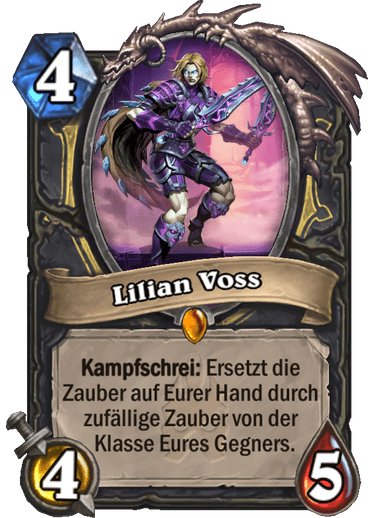 4
Lilian Voss
Kampfschrei: Ersetzt die
Zauber auf Eurer Hand durch
zufällige Zauber von der
Klasse Eures Gegners.
4
5